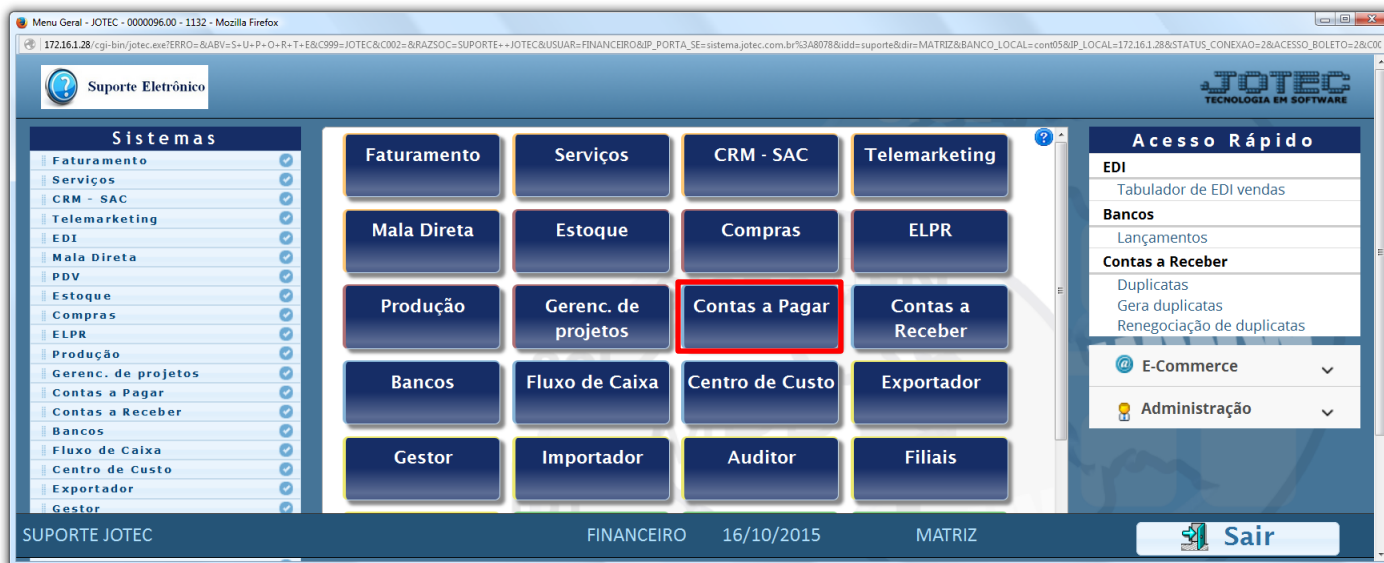 Menu Geral - JOTEC - 0000096.00 - 1132 - Mozilla Firefox
172.16.1.28/cgi-bin/jotec.exe?ERRO=&ABV=S+U+P+O+R+T+E&C999=JOTEC&C002=&RAZSOC=SUPORTE++JOTEC&USUAR=FINANCEIRO&IP_PORTA_SE=sistema.jotec.com.br%3A8078&idd=suporte&dir=MATRIZ&BANCO_LOCAL=cont05&IP_LOCAL=172.16.1.28&STATUS_CONEXAO=2&ACESSO_BOLETO=2&C00
Suporte Eletrônico
JOTEC
TECNOLOGIA EM SOFTWARE
Sistemas
Faturamento
Serviços
CRM - SAC
Telemarketing
EDI
Mala Direta
PDV
Estoque
Compras
ELPR
Produção
Gerenc. de projetos
Contas a Pagar
Contas a Receber
Bancos
Fluxo de Caixa
Centro de Custo
Exportador
Gestor
Faturamento
Serviços
CRM - SAC
Telemarketing
Mala Direta
Estoque
Compras
ELPR
Produção
Gerenc. de
projetos
Contas a Pagar
Contas a
Receber
Bancos
Fluxo de Caixa
Centro de Custo
Exportador
Gestor
Importador
Auditor
Filiais
Acesso Rápido
EDI
Tabulador de EDI vendas
Bancos
Lançamentos
Contas a Receber
Duplicatas
Gera duplicatas
Renegociação de duplicatas
E-Commerce
Administração
SUPORTE JOTEC
FINANCEIRO
16/10/2015
MATRIZ
Sair